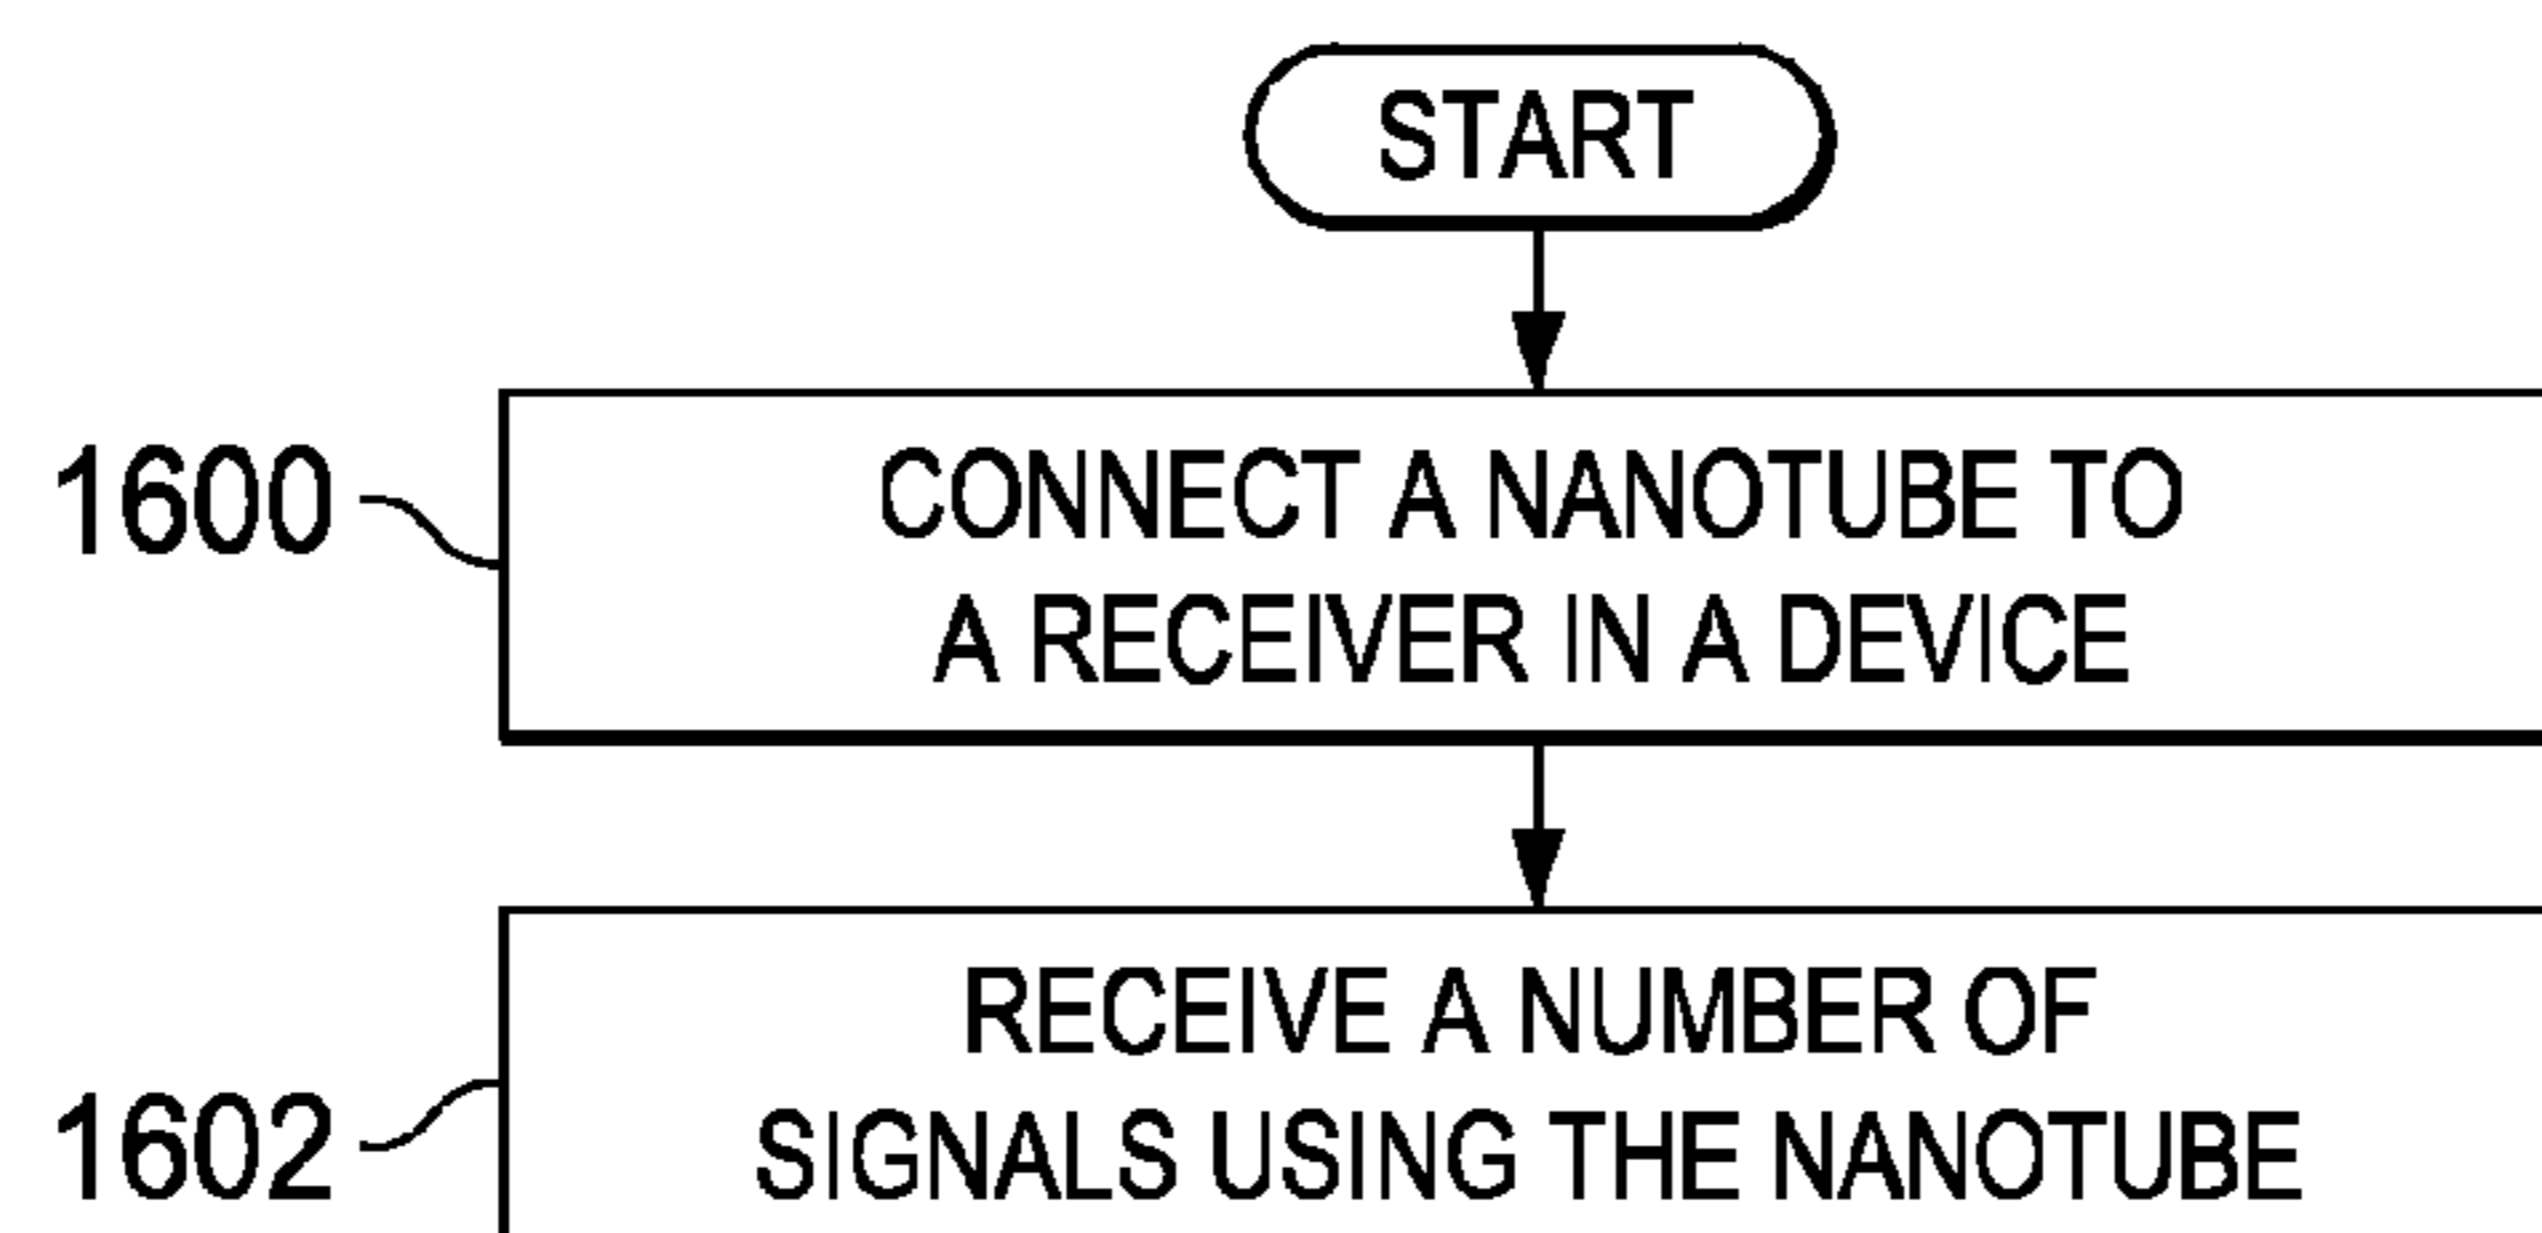 START
1600
CONNECT A NANOTUBE TO
A RECEIVER IN A DEVICE
RECEIVE A NUMBER OF
1602
SIGNALS USING THE NANOTUBE